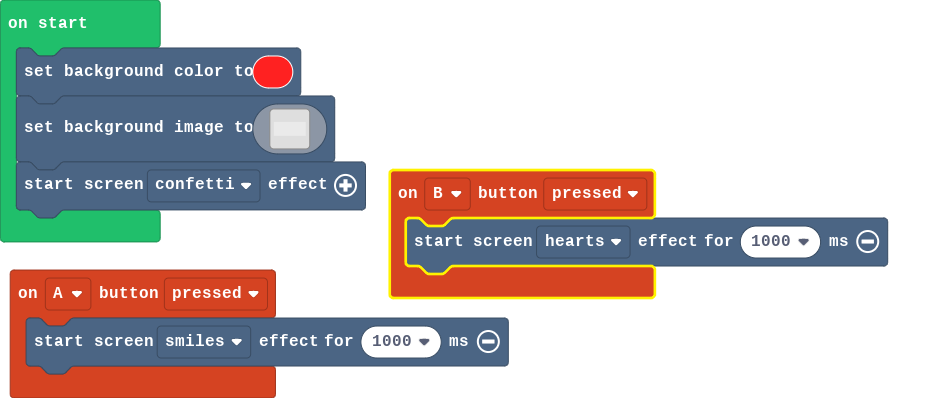 on start
set background color to
set background image to
start screen confetti effect
on B button pressed
start screen hearts effect for 1000 ms
on A button pressed
start screen smiles effect for 1000 ms